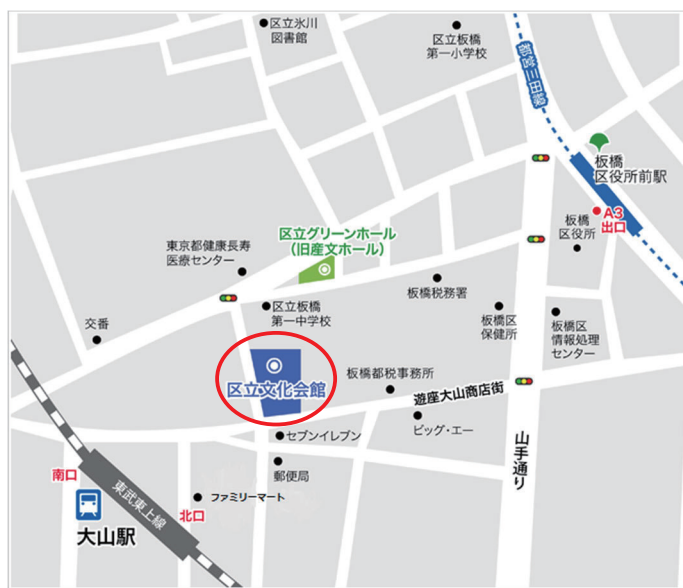 区立氷川
図書館
区立板橋
第一小学校
都営三田線
板橋
区役所前駅
A3
出口
板橋
区役所
区立グリーンホール
(旧産文ホール)
東京都健康長寿
医療センター
板橋税務署
区立板橋
第一中学校
板橋区
保健所
板橋区
情報処理
センター
交番
区立文化会館
板橋都税事務所
遊座大山商店街
ビッグ・エー
セブンイレブン
山手通り
郵便局
南口
東武東上線
ファミリーマート
北口
大山駅